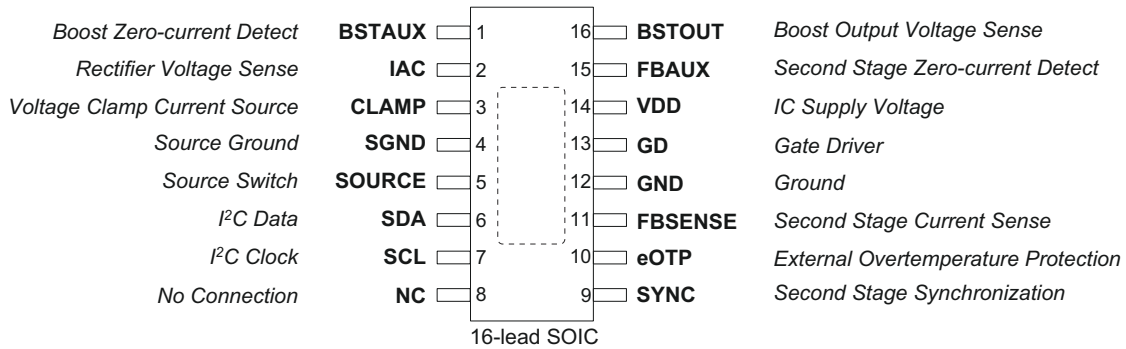 Boost Zero-current Detect BSTAUX 1 16 BSTOUT Boost Output Voltage Sense
Rectifier Voltage Sense IAC 2 15 FBAUX Second Stage Zero-current Detect
Voltage Clamp Current Source CLAMP 3 14 VDD IC Supply Voltage
Source Ground SGND 4 13 GD Gate Driver
Source Switch SOURCE 5 12 GND Ground
I²C Data SDA 6 11 FBSENSE Second Stage Current Sense
I²C Clock SCL 7 10 eOTP External Overtemperature Protection
No Connection NC 8 9 SYNC Second Stage Synchronization
16-lead SOIC